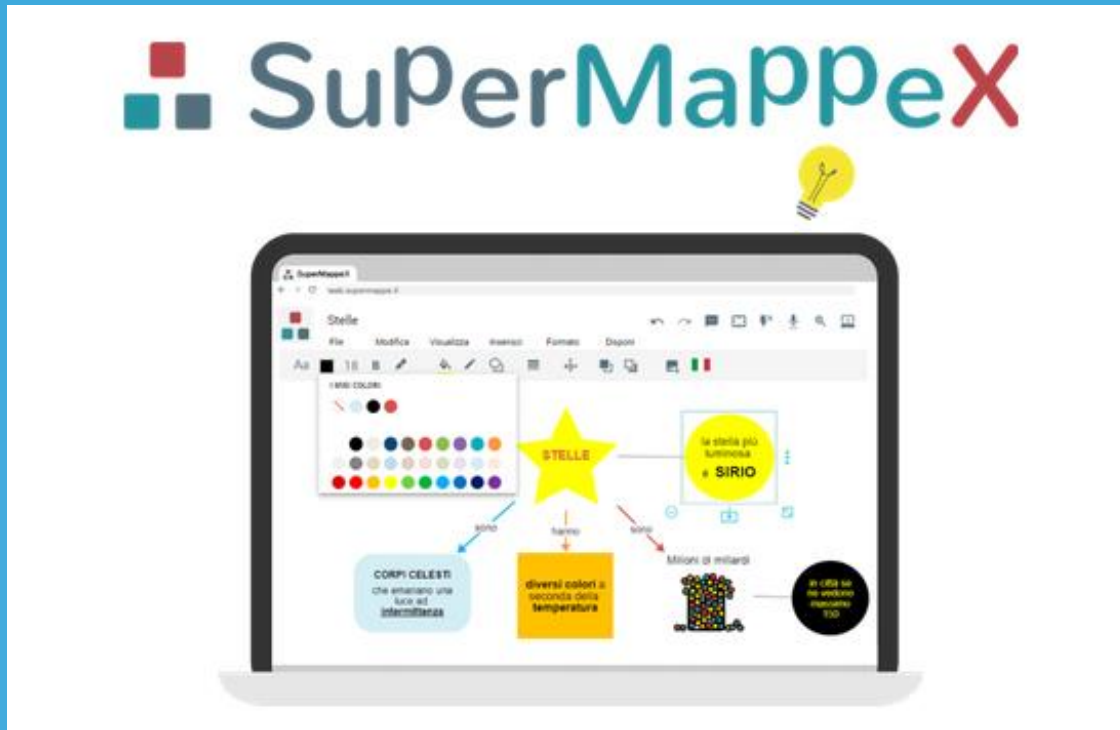 SuperMappeX
SuperMappeX
Stelle
File Modifica Visualizza Inserisci Formato Disponi
Aa 18 B
I MIEI COLORI
STELLE
la stella più
luminosa
è SIRIO
sono
hanno
sono
CORPI CELESTI
che emanano una
luce ad
intermittenza
diversi colori a
seconda della
temperatura
Milioni di miliardi
in città se
ne vedono
massimo